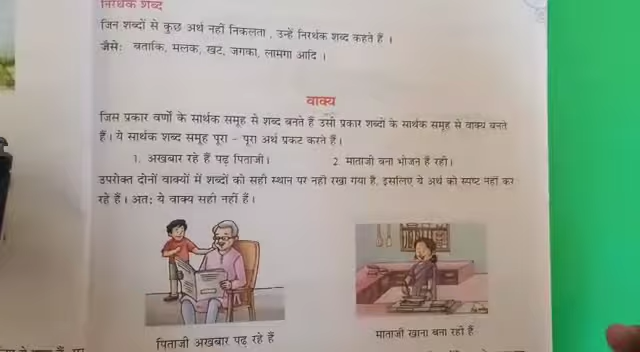 निरर्थक शब्द
जिन शब्दों से कुछ अर्थ नहीं निकलता , उन्हें निरर्थक शब्द कहते हैं ।
जैसे: बताकि, मलक, खट, जगका, लामगा आदि ।
वाक्य
जिस प्रकार वर्णों के सार्थक समूह से शब्द बनते हैं उसी प्रकार शब्दों के सार्थक समूह से वाक्य बनते
हैं। ये सार्थक शब्द समूह पूरा - पूरा अर्थ प्रकट करते हैं।
1. अखबार रहे हैं पढ़ पिताजी। 2. माताजी बना भोजन हैं रही।
उपरोक्त दोनों वाक्यों में शब्दों को सही स्थान पर नहीं रखा गया है, इसलिए ये अर्थ को स्पष्ट नहीं कर
रहे हैं। अत: ये वाक्य सही नहीं हैं।
पिताजी अखबार पढ़ रहे हैं
माताजी खाना बना रही हैं